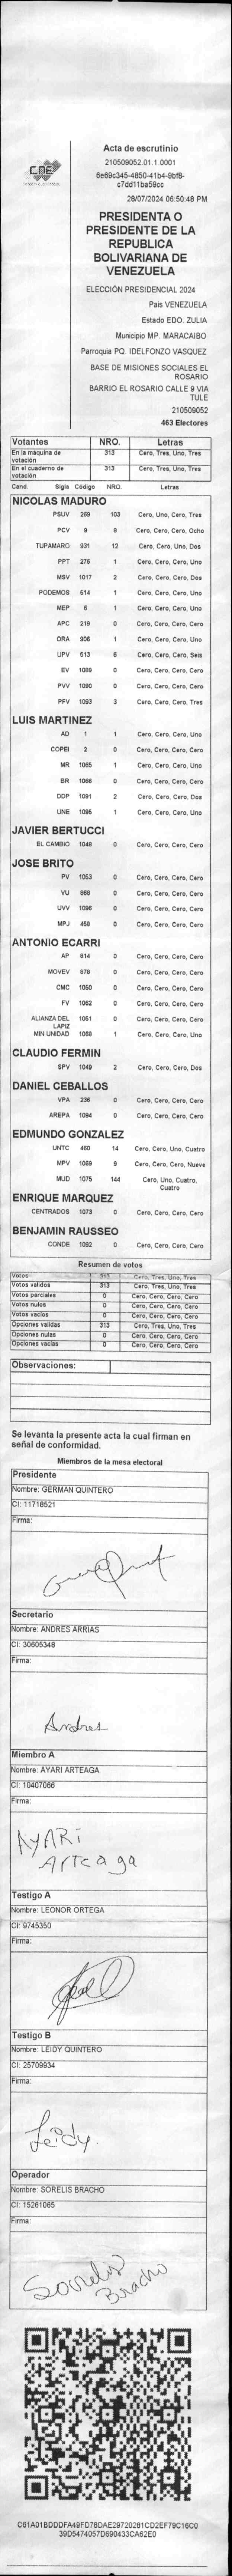 CNE
Acta de escrutinio
210509052.01.1.0001
28/07/2024 06:50:48 PM
PRESIDENTA O
PRESIDENTE DE LA
REPUBLICA
BOLIVARIANA DE
VENEZUELA
ELECCIÓN PRESIDENCIAL 2024
Pais VENEZUELA
Estado EDO. ZULIA
Municipio MP. MARACAIBO
Parroquia PQ. IDELFONZO VASQUEZ
BASE DE MISIONES SOCIALES EL
ROSARIO
BARRIO EL ROSARIO CALLE 9 VIA
TULE
210509052
463 Electores
Votantes NRO. Letras
En la máquina de votación 313 Cero, Tres, Uno, Tres
En el cuaderno de votación 313 Cero, Tres, Uno, Tres
Cand. Sigla Código NRO. Letras
NICOLAS MADURO
PSUV 269 103 Cero, Uno, Cero, Tres
PCV 9 8 Cero, Cero, Cero, Ocho
TUPAMARO 931 12 Cero, Cero, Uno, Dos
PPT 276 1 Cero, Cero, Cero, Uno
MSV 1017 2 Cero, Cero, Cero, Dos
PODEMOS 514 1 Cero, Cero, Cero, Uno
MEP 6 1 Cero, Cero, Cero, Uno
APC 219 0 Cero, Cero, Cero, Cero
ORA 906 1 Cero, Cero, Cero, Uno
UPV 513 6 Cero, Cero, Cero, Seis
EV 1089 0 Cero, Cero, Cero, Cero
PVV 1090 0 Cero, Cero, Cero, Cero
PFV 1093 3 Cero, Cero, Cero, Tres
LUIS MARTINEZ
AD 1 1 Cero, Cero, Cero, Uno
COPEI 2 0 Cero, Cero, Cero, Cero
MR 1065 1 Cero, Cero, Cero, Uno
BR 1066 0 Cero, Cero, Cero, Cero
DDP 1091 2 Cero, Cero, Cero, Dos
UNE 1095 1 Cero, Cero, Cero, Uno
JAVIER BERTUCCI
EL CAMBIO 1048 0 Cero, Cero, Cero, Cero
JOSE BRITO
PV 1053 0 Cero, Cero, Cero, Cero
VU 868 0 Cero, Cero, Cero, Cero
UVV 1096 0 Cero, Cero, Cero, Cero
MPJ 458 0 Cero, Cero, Cero, Cero
ANTONIO ECARRI
AP 814 0 Cero, Cero, Cero, Cero
MOVEV 878 0 Cero, Cero, Cero, Cero
CMC 1050 0 Cero, Cero, Cero, Cero
FV 1062 0 Cero, Cero, Cero, Cero
ALIANZA DEL LAPIZ 1051 0 Cero, Cero, Cero, Cero
MIN UNIDAD 1068 1 Cero, Cero, Cero, Uno
CLAUDIO FERMIN
SPV 1049 2 Cero, Cero, Cero, Dos
DANIEL CEBALLOS
VPA 236 0 Cero, Cero, Cero, Cero
AREPA 1094 0 Cero, Cero, Cero, Cero
EDMUNDO GONZALEZ
UNTC 460 14 Cero, Cero, Uno, Cuatro
MPV 1069 9 Cero, Cero, Cero, Nueve
MUD 1075 144 Cero, Uno, Cuatro, Cuatro
ENRIQUE MARQUEZ
CENTRADOS 1073 0 Cero, Cero, Cero, Cero
BENJAMIN RAUSSEO
CONDE 1092 0 Cero, Cero, Cero, Cero
Resumen de votos
Votos 313 Cero, Tres, Uno, Tres
Votos validos 313 Cero, Tres, Uno, Tres
Votos parciales 0 Cero, Cero, Cero, Cero
Votos nulos 0 Cero, Cero, Cero, Cero
Votos vacios 0 Cero, Cero, Cero, Cero
Opciones validas 313 Cero, Tres, Uno, Tres
Opciones nulas 0 Cero, Cero, Cero, Cero
Opciones vacias 0 Cero, Cero, Cero, Cero
Observaciones:
Se levanta la presente acta la cual firman en
señal de conformidad.
Miembros de la mesa electoral
Presidente
Nombre: GERMAN QUINTERO
CI: 11718521
Firma:
Secretario
Nombre: ANDRES ARRIAS
CI: 30605348
Firma:
Andres
Miembro A
Nombre: AYARI ARTEAGA
CI: 10407066
Firma:
AYARI
Arteaga
Testigo A
Nombre: LEONOR ORTEGA
CI: 9745350
Firma:
Testigo B
Nombre: LEIDY QUINTERO
CI: 25709934
Firma:
Leidy.
Operador
Nombre: SORELIS BRACHO
CI: 15261065
Firma:
Sorelis
Bracho